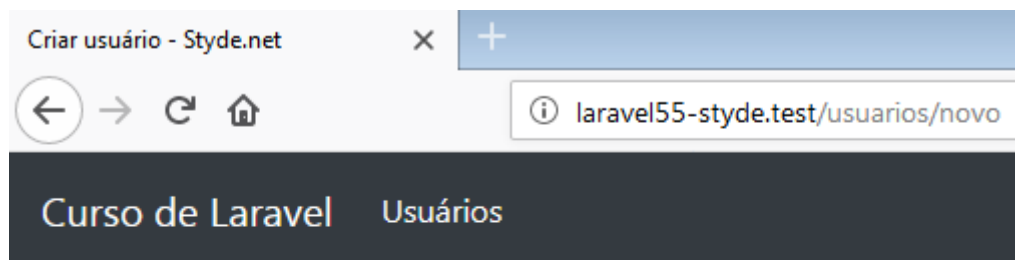 Criar usuário - Styde.net
laravel55-styde.test/usuarios/novo
Curso de Laravel Usuários